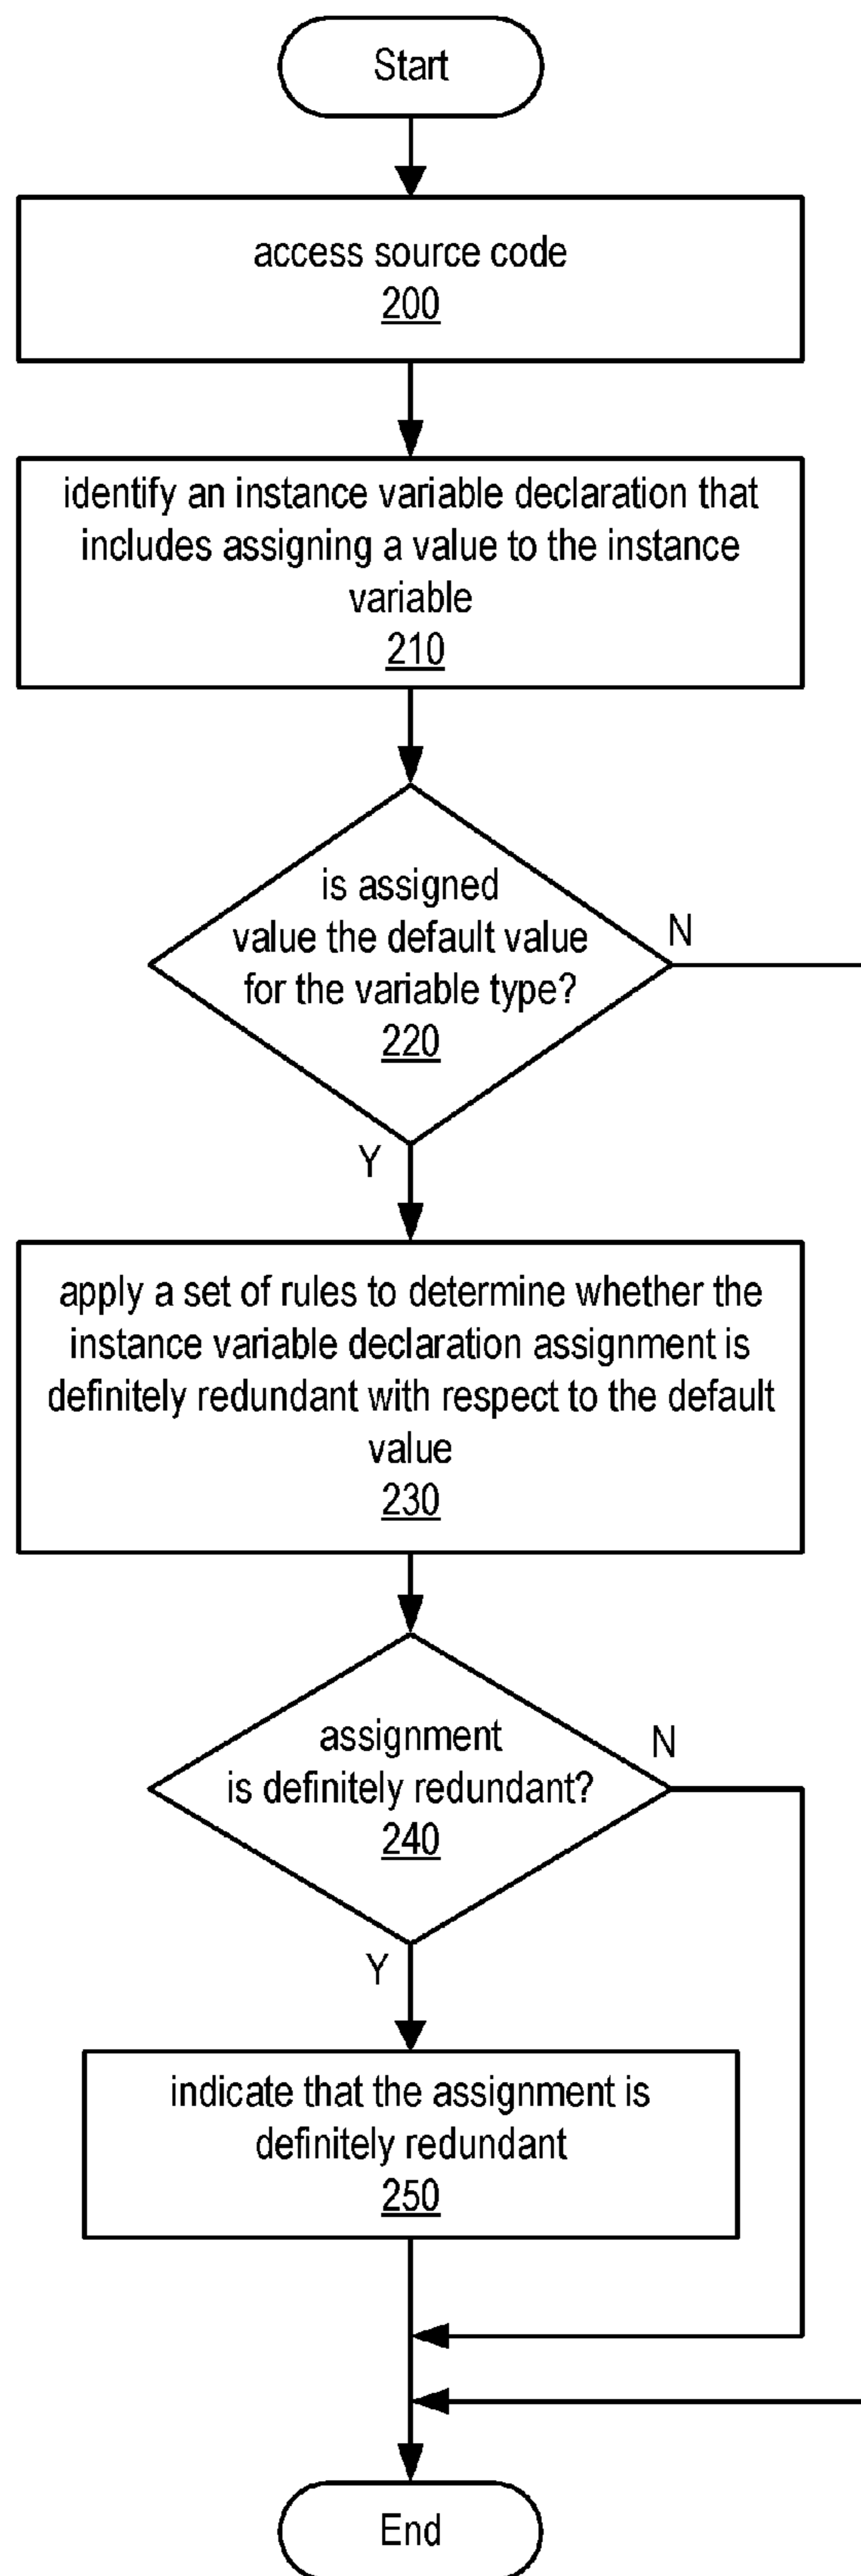 Start
access source code
200
identify an instance variable declaration that
includes assigning a value to the instance
variable
210
is assigned
value the default value
for the variable type?
220
N
Y
apply a set of rules to determine whether the
instance variable declaration assignment is
definitely redundant with respect to the default
value
230
assignment
is definitely redundant?
240
N
Y
indicate that the assignment is
definitely redundant
250
End